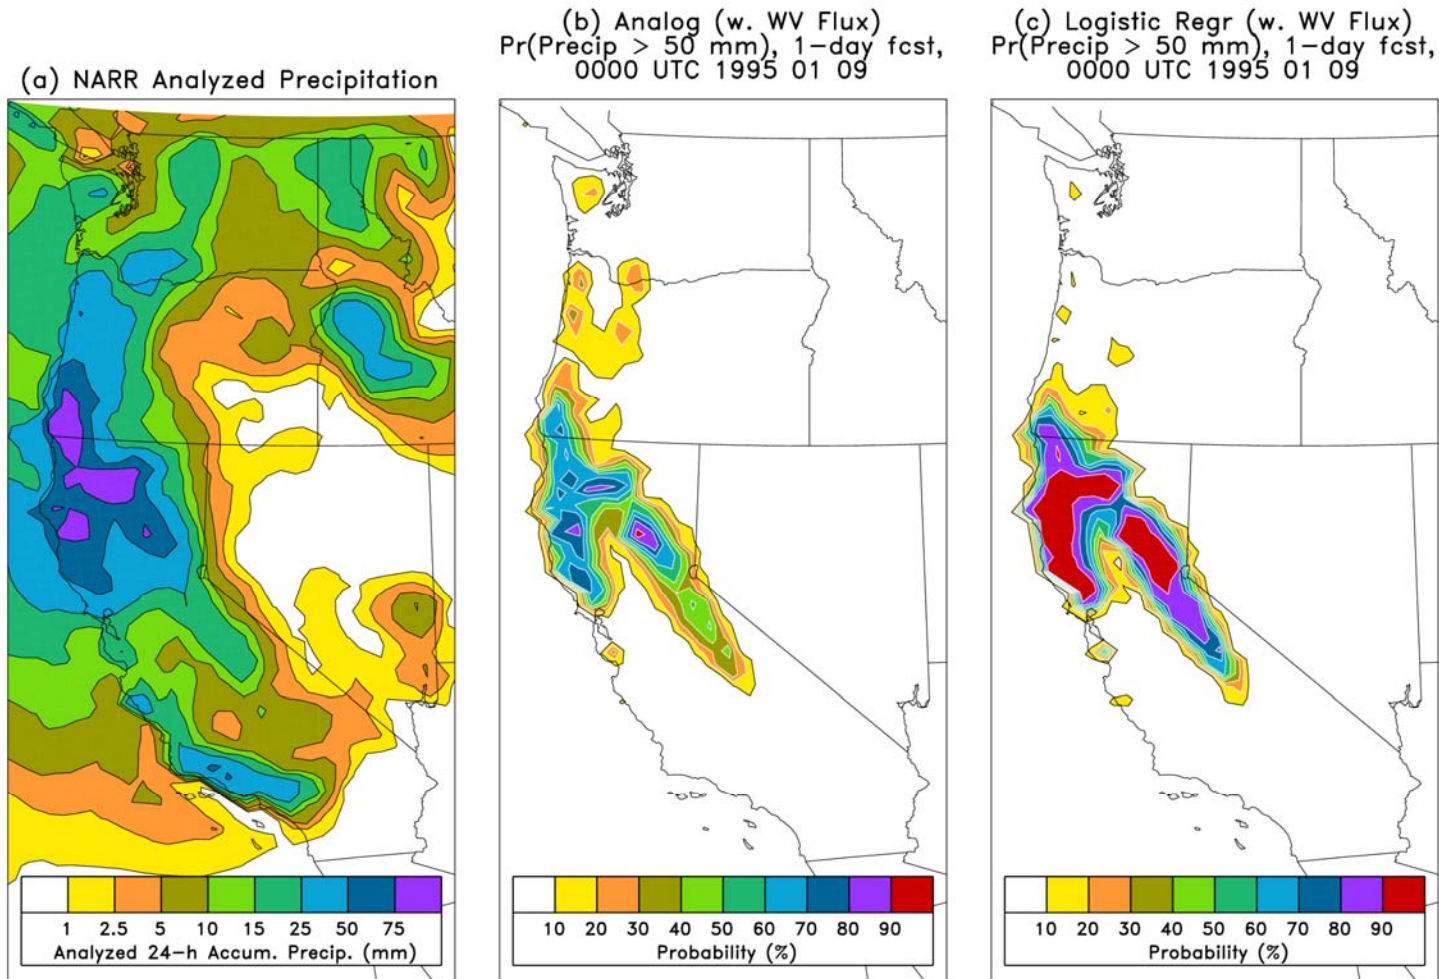 (a) NARR Analyzed Precipitation
(b) Analog (w. WV Flux)
Pr(Precip > 50 mm), 1-day fcst,
0000 UTC 1995 01 09
(c) Logistic Regr (w. WV Flux)
Pr(Precip > 50 mm), 1-day fcst,
0000 UTC 1995 01 09
1 2.5 5 10 15 25 50 75
Analyzed 24-h Accum. Precip. (mm)
10 20 30 40 50 60 70 80 90
Probability (%)
10 20 30 40 50 60 70 80 90
Probability (%)